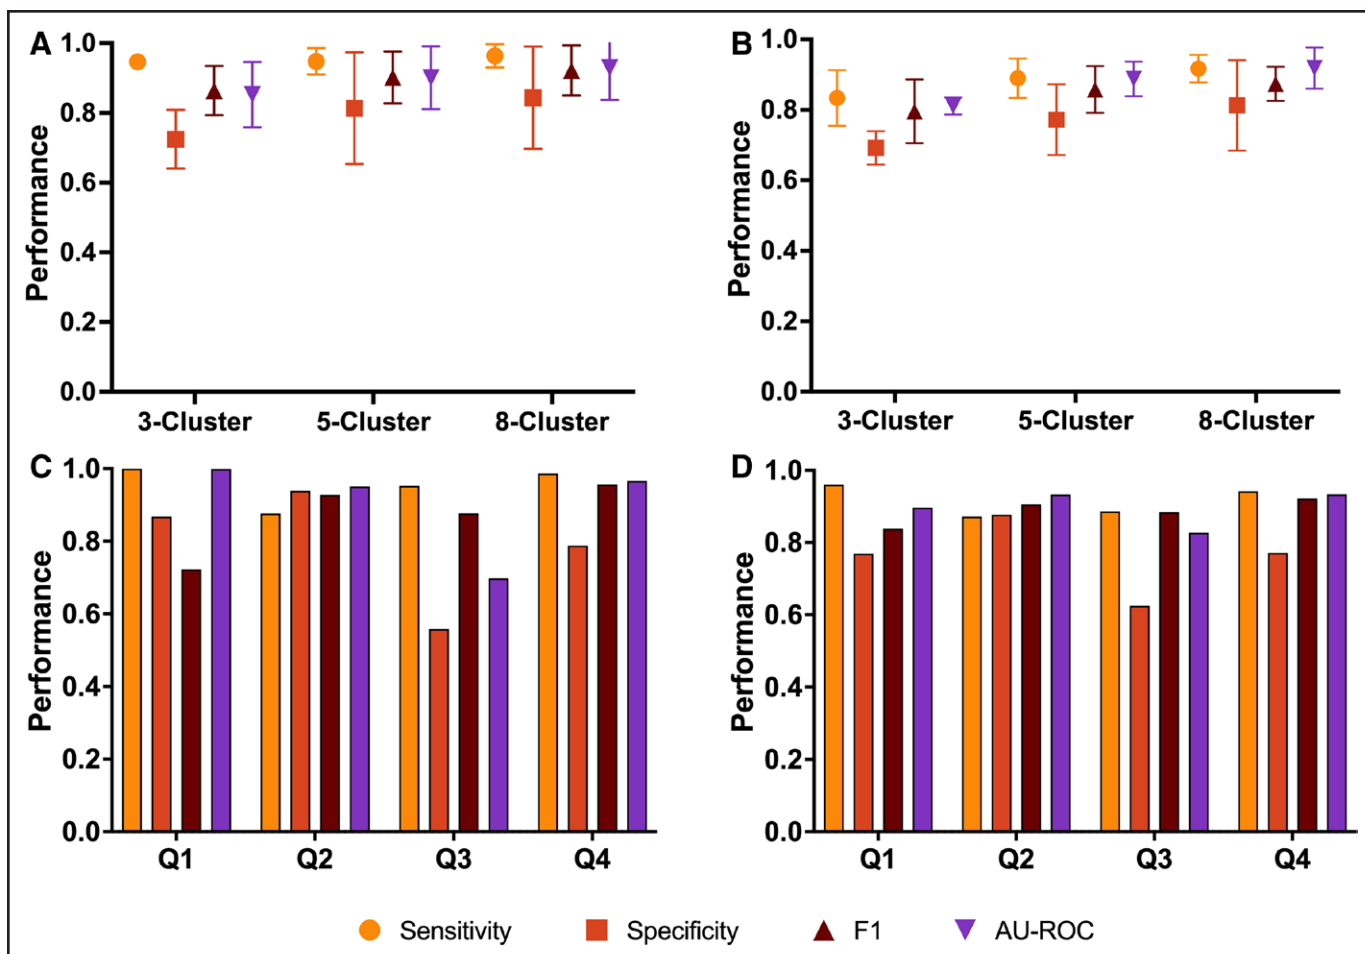 A
1.0
0.8
0.6
0.4
0.2
0.0
Performance
3-Cluster
5-Cluster
8-Cluster
B
1.0
0.8
0.6
0.4
0.2
0.0
Performance
3-Cluster
5-Cluster
8-Cluster
C
1.0
0.8
0.6
0.4
0.2
0.0
Performance
Q1
Q2
Q3
Q4
D
1.0
0.8
0.6
0.4
0.2
0.0
Performance
Q1
Q2
Q3
Q4
Sensitivity
Specificity
F1
AU-ROC